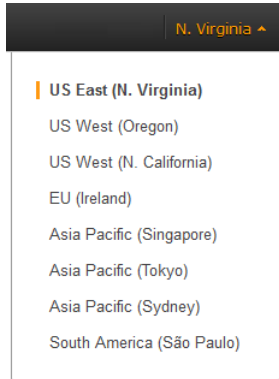 N. Virginia
US East (N. Virginia)
US West (Oregon)
US West (N. California)
EU (Ireland)
Asia Pacific (Singapore)
Asia Pacific (Tokyo)
Asia Pacific (Sydney)
South America (São Paulo)